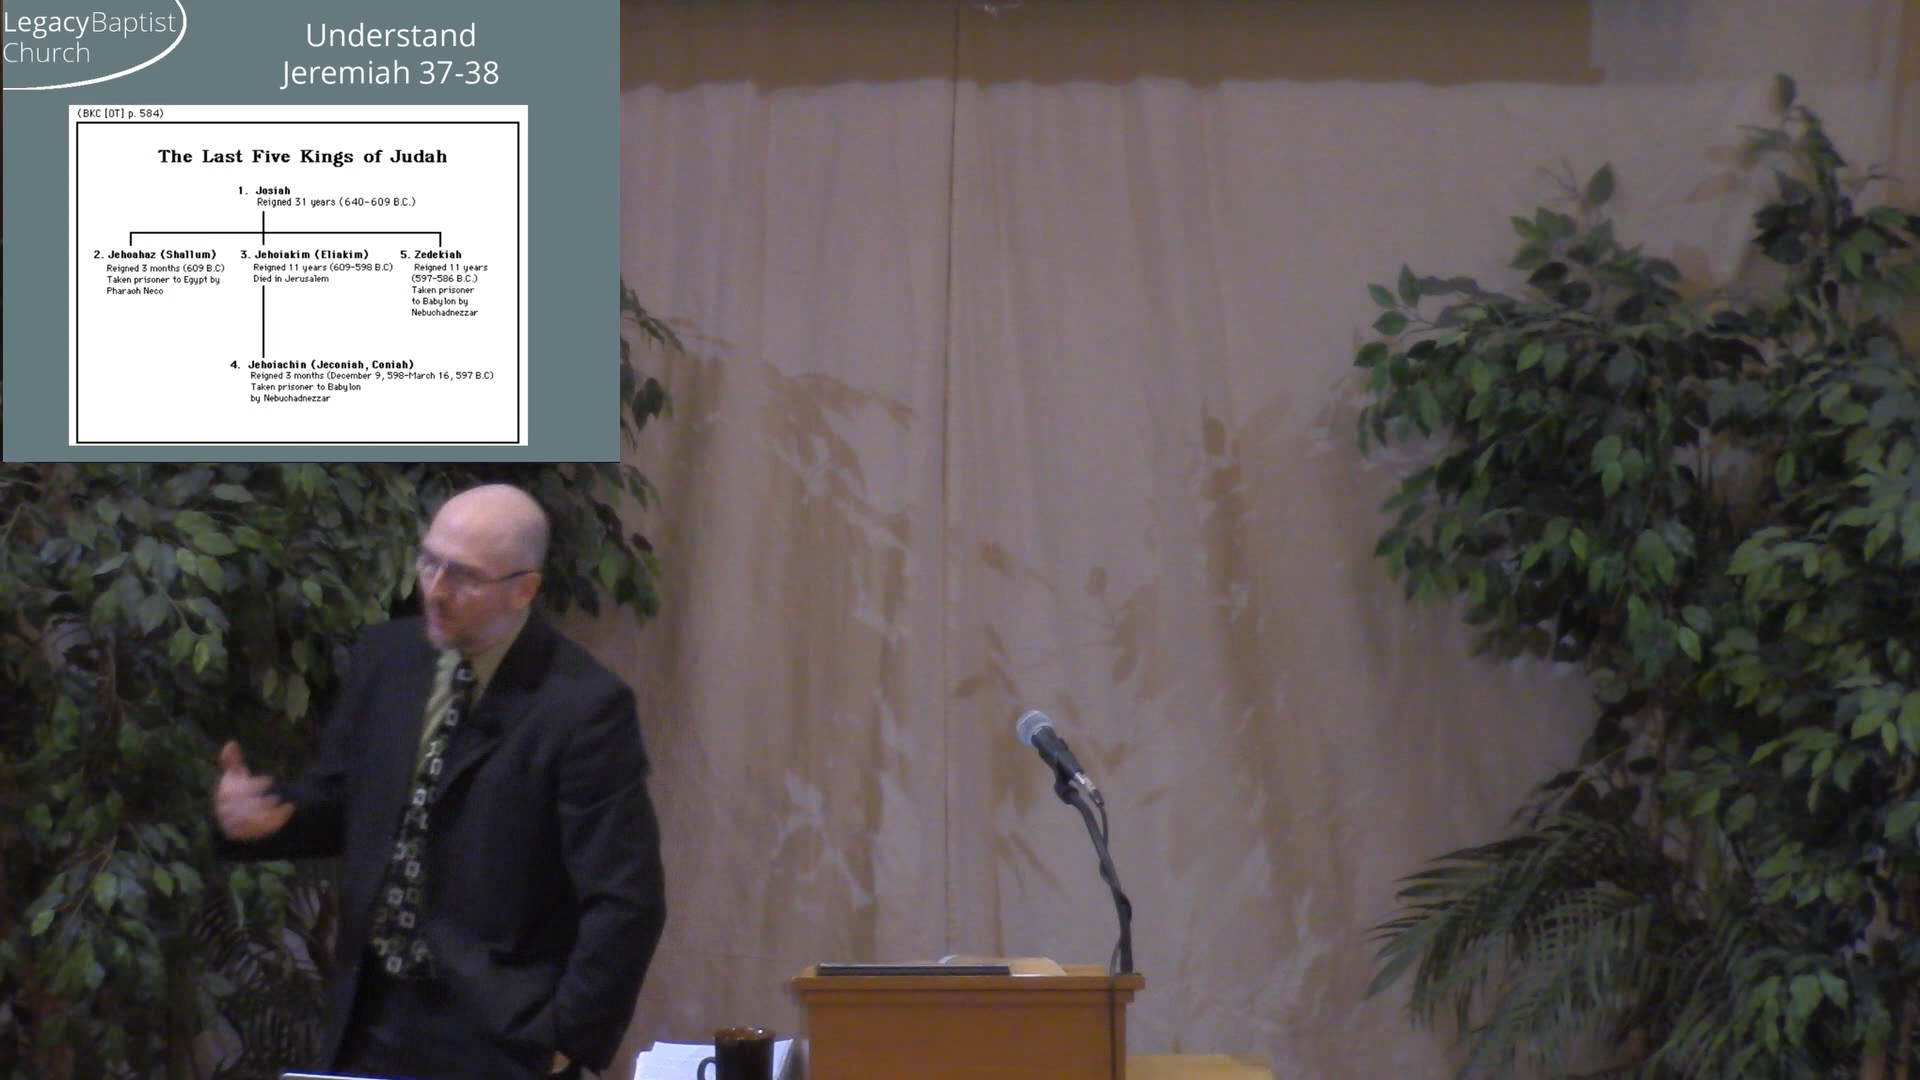 LegacyBaptist
Church
Understand
Jeremiah 37-38
(BKC [OT] p. 584)
The Last Five Kings of Judah
1. Josiah
Reigned 31 years (640-609 B.C.)
2. Jehoahaz (Shallum)
Reigned 3 months (609 B.C)
Taken prisoner to Egypt by
Pharaoh Neco
3. Jehoiakim (Eliakim)
Reigned 11 years (609-598 B.C)
Died in Jerusalem
5. Zedekiah
Reigned 11 years
(597-586 B.C.)
Taken prisoner
to Babylon by
Nebuchadnezzar
4. Jehoiachin (Jeconiah, Coniah)
Reigned 3 months (December 9, 598-March 16, 597 B.C)
Taken prisoner to Babylon
by Nebuchadnezzar